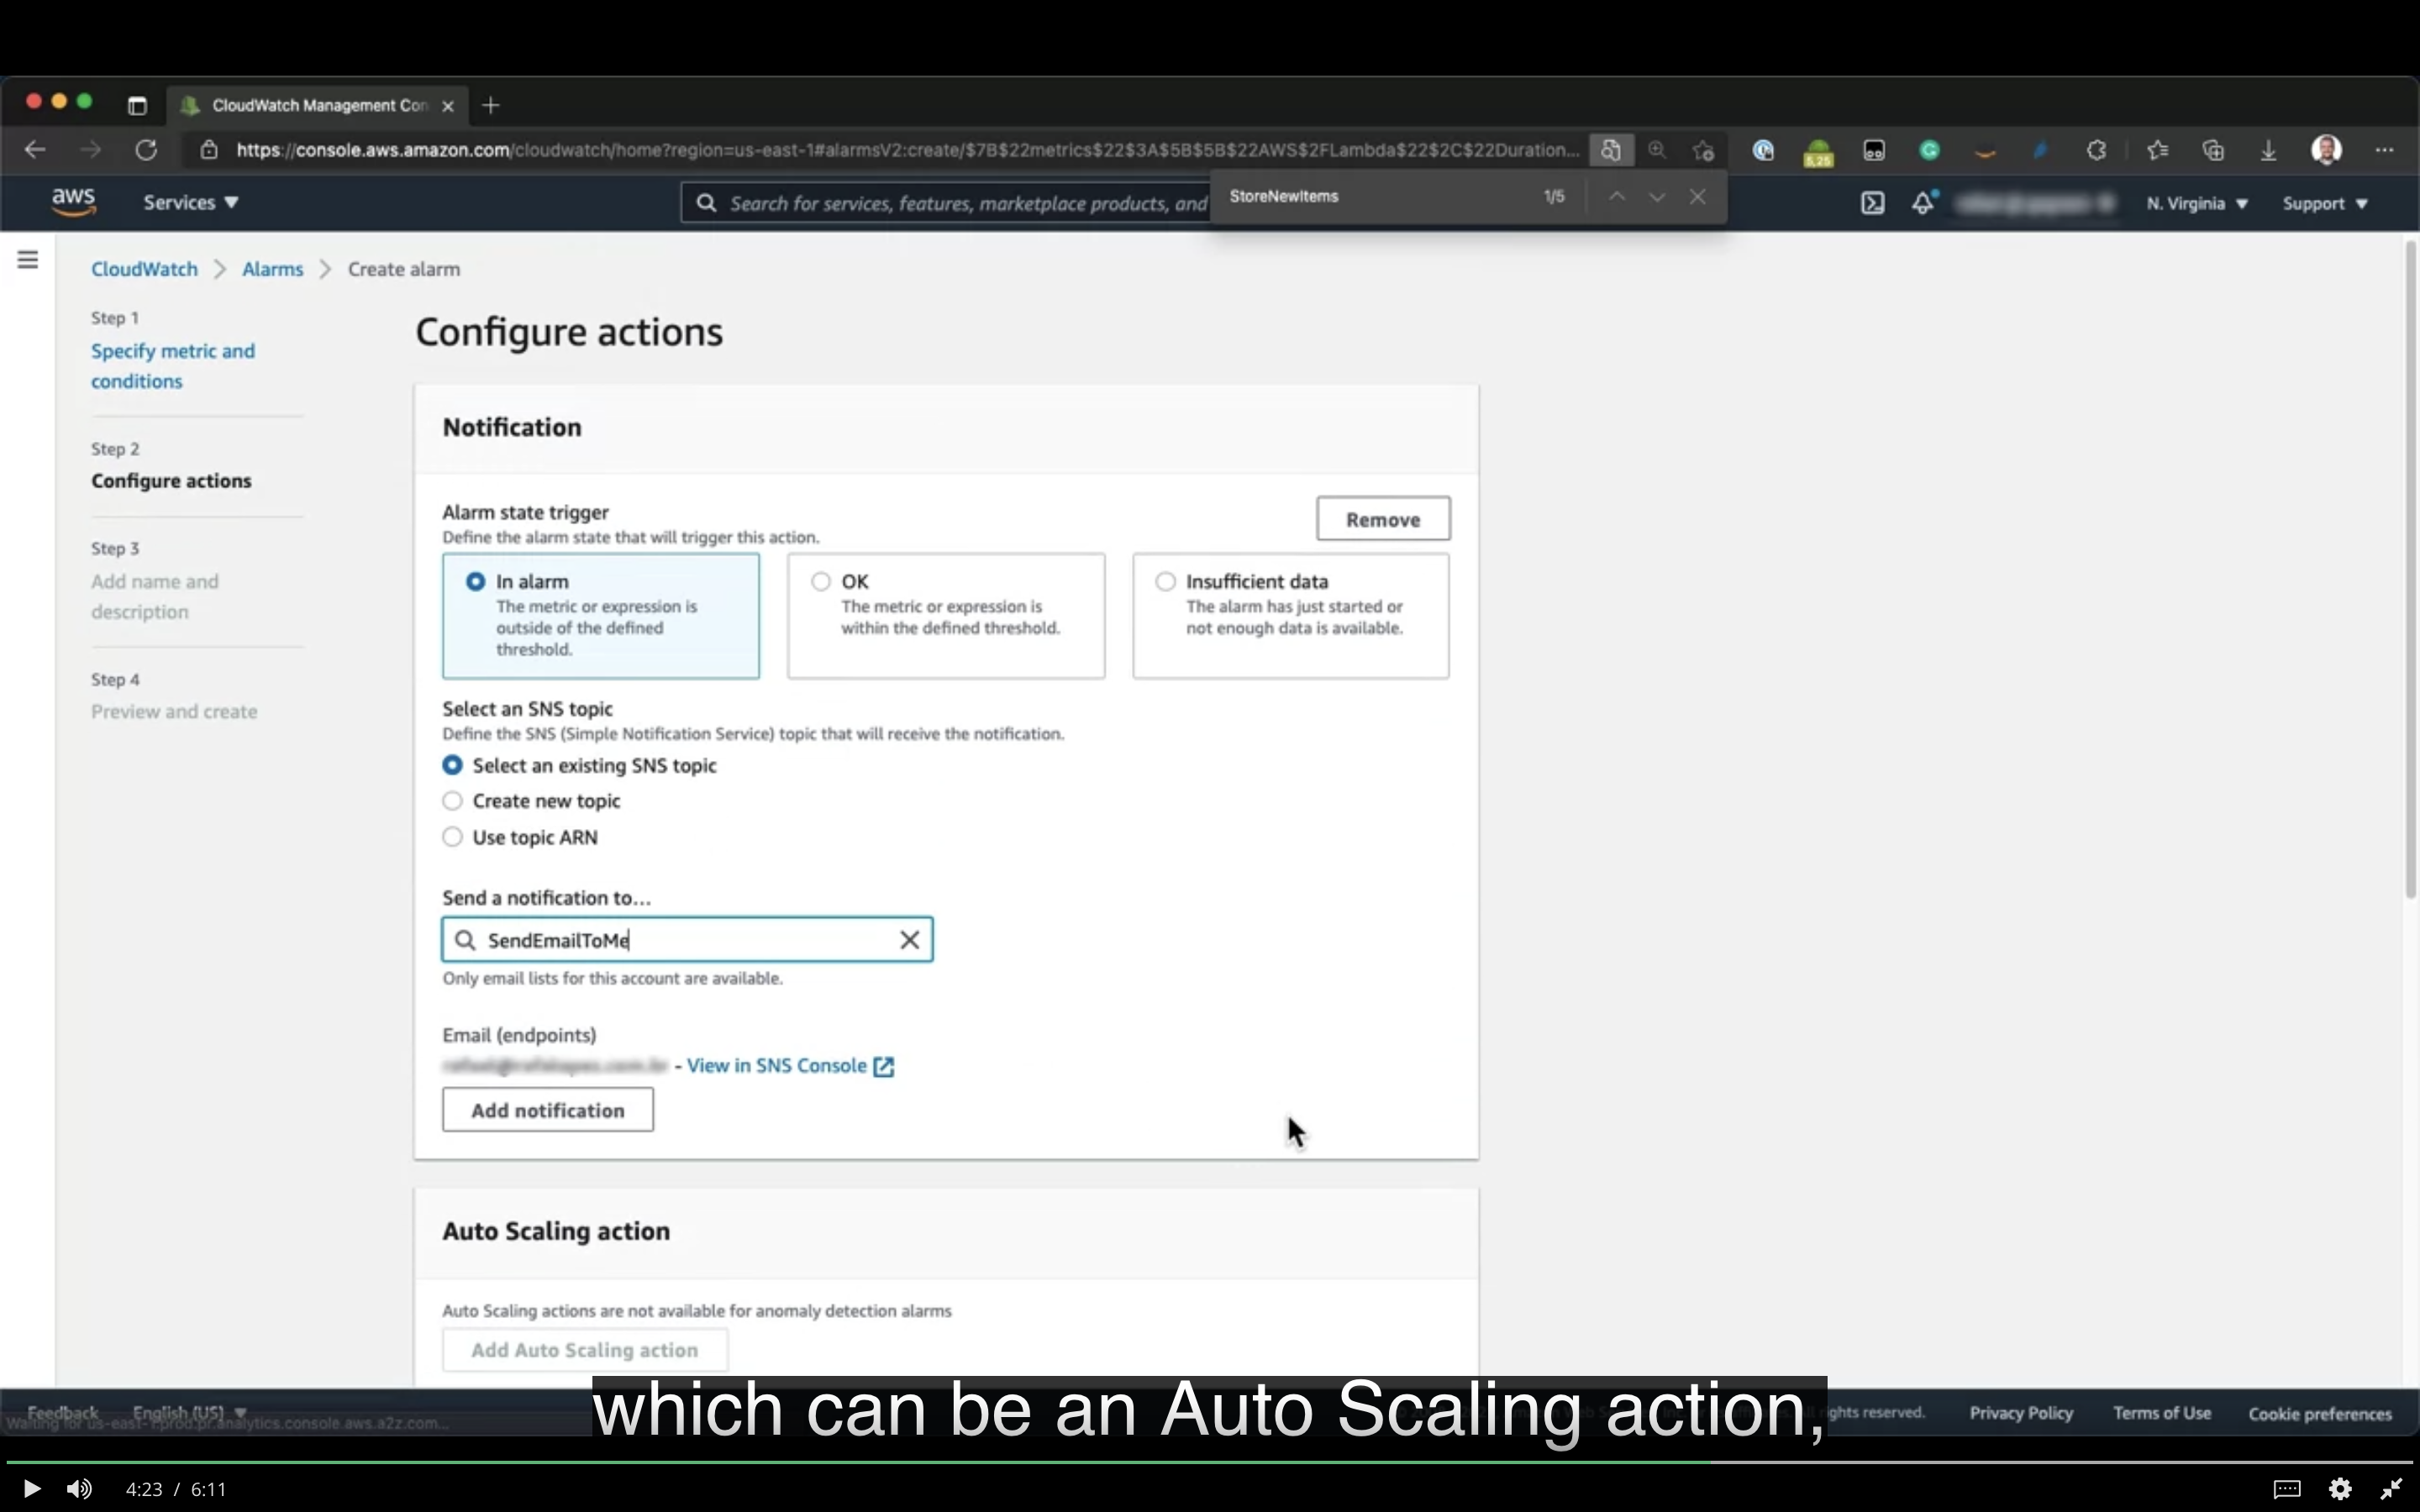 CloudWatch Management Con
https://console.aws.amazon.com/cloudwatch/home?region=us-east-1#alarmsV2:create/$7B$22metrics$22$3A$5B$5B$22AWS$2FLambda$22$2C$22Duration...
5,25
aws
Services
Search for services, features, marketplace products, and
StoreNewItems
1/5
N. Virginia
Support
CloudWatch
Alarms
Create alarm
Step 1
Specify metric and
conditions
Step 2
Configure actions
Step 3
Add name and
description
Step 4
Preview and create
Configure actions
Notification
Alarm state trigger
Define the alarm state that will trigger this action.
Remove
In alarm
The metric or expression is
outside of the defined
threshold.
OK
The metric or expression is
within the defined threshold.
Insufficient data
The alarm has just started or
not enough data is available.
Select an SNS topic
Define the SNS (Simple Notification Service) topic that will receive the notification.
Select an existing SNS topic
Create new topic
Use topic ARN
Send a notification to...
SendEmailToMe
Only email lists for this account are available.
Email (endpoints)
- View in SNS Console
Add notification
Auto Scaling action
Auto Scaling actions are not available for anomaly detection alarms
Add Auto Scaling action
Feedback
English (US)
ights reserved.
Privacy Policy
Terms of Use
Cookie preferences
which can be an Auto Scaling action,
4:23 / 6:11